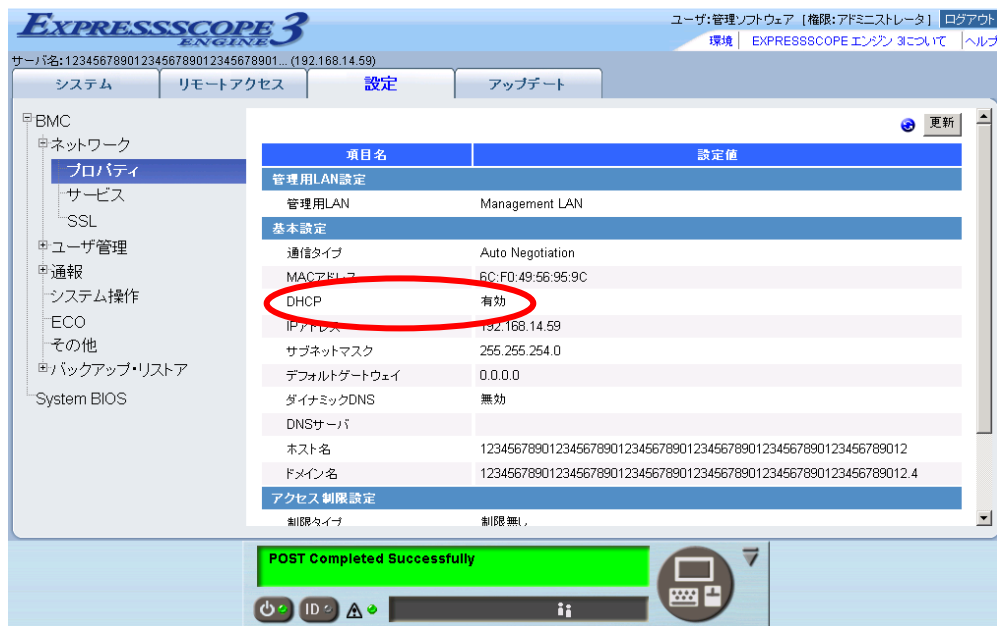 EXPRESSSCOPE
ENGINE 3
ユーザ:管理ソフトウェア [権限:アドミニストレータ] ログアウト
環境 EXPRESSSCOPE エンジン 3について ヘルプ
サーバ名:1234567890123456789012345678901... (192.168.14.59)
システム リモートアクセス 設定 アップデート
BMC
ネットワーク
プロパティ
サービス
SSL
ユーザ管理
通報
システム操作
ECO
その他
バックアップ・リストア
System BIOS
更新
項目名 設定値
管理用LAN設定
管理用LAN Management LAN
基本設定
通信タイプ Auto Negotiation
MACアドレス 6C:F0:49:56:95:9C
DHCP 有効
IPアドレス 192.168.14.59
サブネットマスク 255.255.254.0
デフォルトゲートウェイ 0.0.0.0
ダイナミックDNS 無効
DNSサーバ
ホスト名 12345678901234567890123456789012345678901234567890123456789012
ドメイン名 12345678901234567890123456789012345678901234567890123456789012.4
アクセス制限設定
制限タイプ 制限無し
POST Completed Successfully
ID